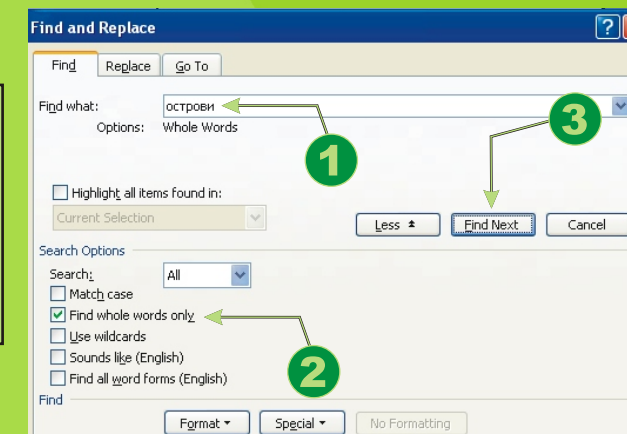 Find and Replace ?
Find Replace Go To
Find what: острови
Options: Whole Words
1
3
Highlight all items found in:
Current Selection
Less Find Next Cancel
Search Options
Search: All
Match case
Find whole words only
Use wildcards
Sounds like (English)
Find all word forms (English)
2
Find
Format Special No Formatting